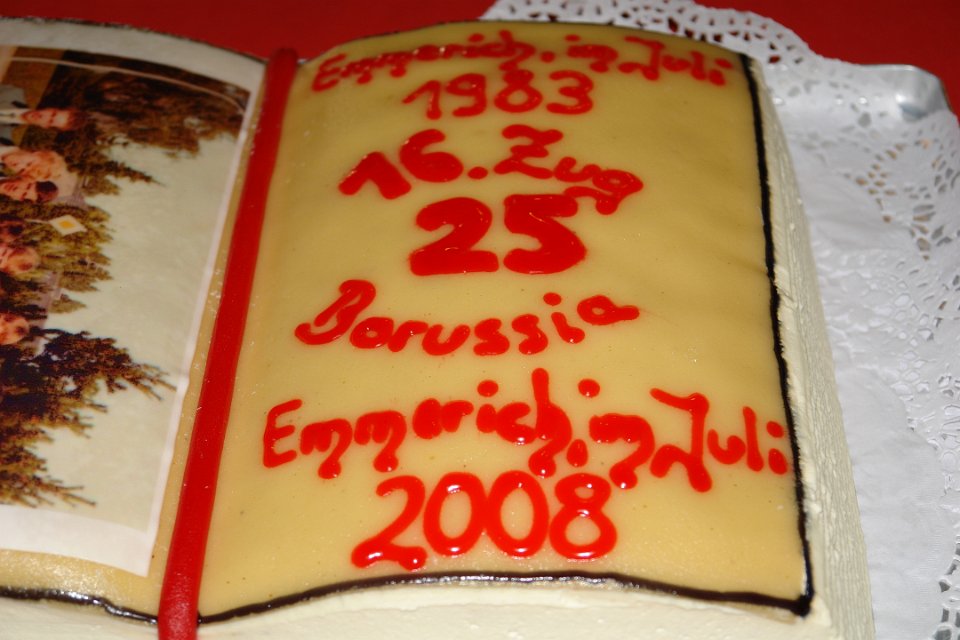 Emmerich, im Juli
1983
16. Zug
25
Borussia
Emmerich, im Juli
2008